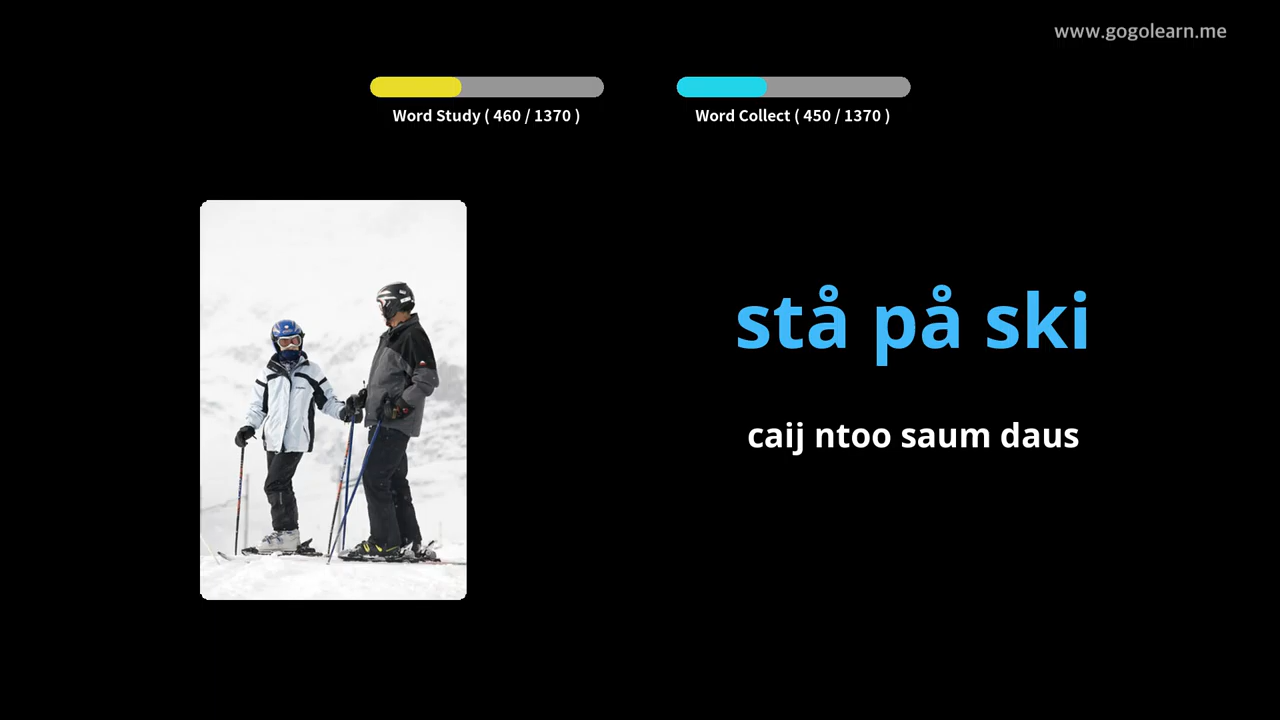 www.gogolearn.me
Word Study ( 460 / 1370 )
Word Collect ( 450 / 1370 )
stå på ski
caij ntoo saum daus